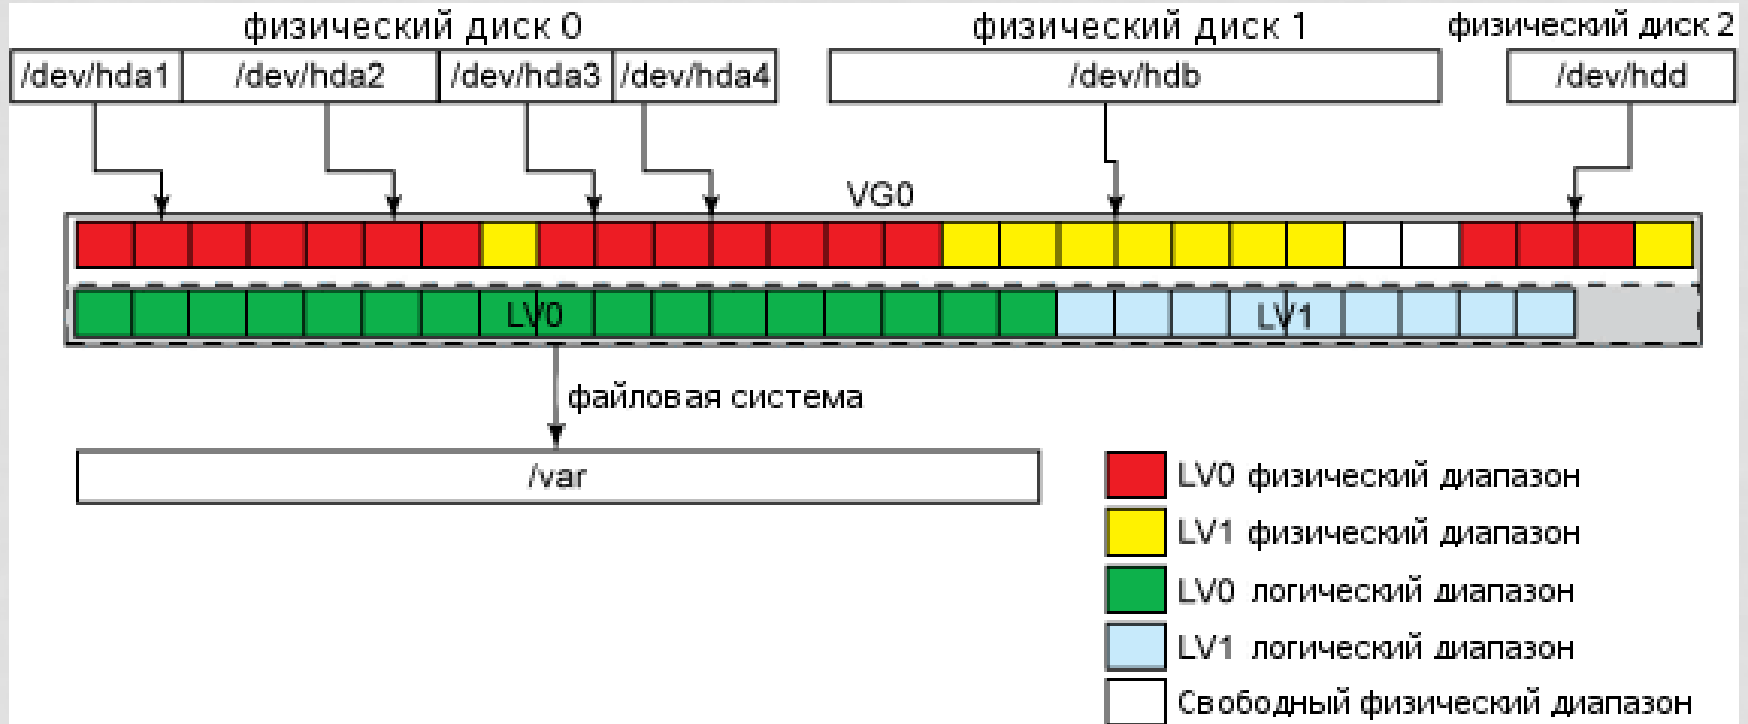 физический диск 0
физический диск 1
физический диск 2
/dev/hda1
/dev/hda2
/dev/hda3
/dev/hda4
/dev/hdb
/dev/hdd
VG0
LV0
LV1
файловая система
/var
LV0 физический диапазон
LV1 физический диапазон
LV0 логический диапазон
LV1 логический диапазон
Свободный физический диапазон